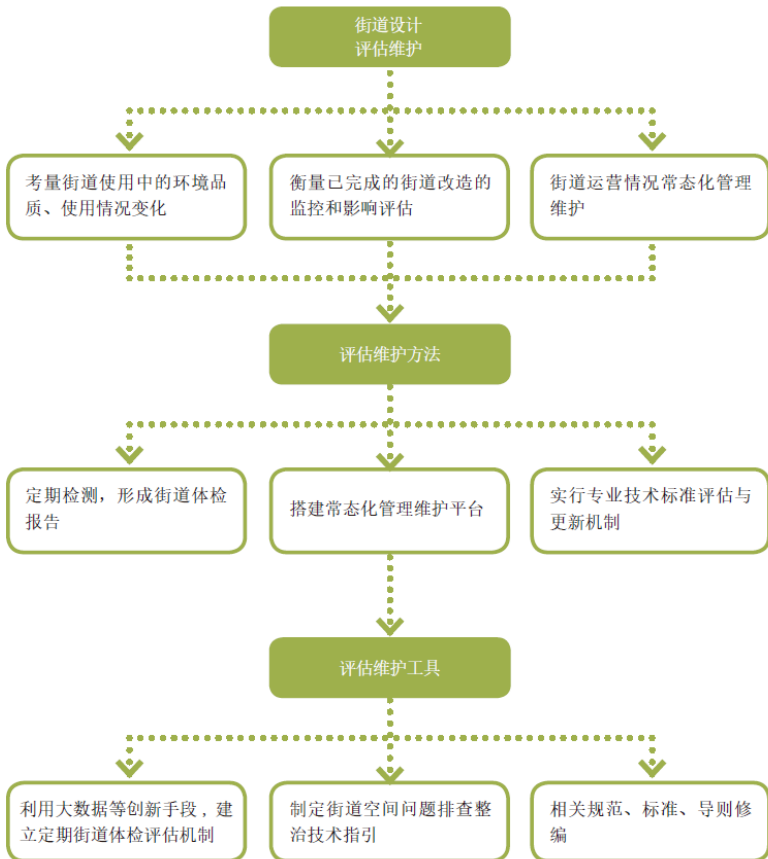 街道设计
评估维护
考量街道使用中的环境品
质、使用情况变化
衡量已完成的街道改造的
监控和影响评估
街道运营情况常态化管理
维护
评估维护方法
定期检测，形成街道体检
报告
搭建常态化管理维护平台
实行专业技术标准评估与
更新机制
评估维护工具
利用大数据等创新手段，建
立定期街道体检评估机制
制定街道空间问题排查整
治技术指引
相关规范、标准、导则修
编